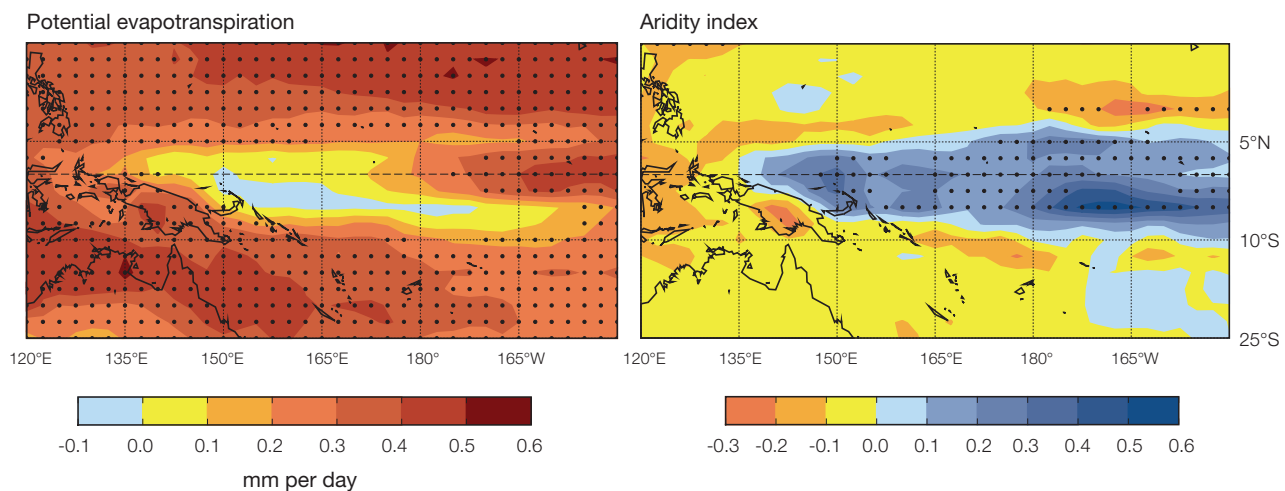 Potential evapotranspiration
Aridity index
5°N
10°S
25°S
120°E 135°E 150°E 165°E 180° 165°W
120°E 135°E 150°E 165°E 180° 165°W
-0.1 0.0 0.1 0.2 0.3 0.4 0.5 0.6
-0.3 -0.2 -0.1 0.0 0.1 0.2 0.3 0.4 0.5 0.6
mm per day